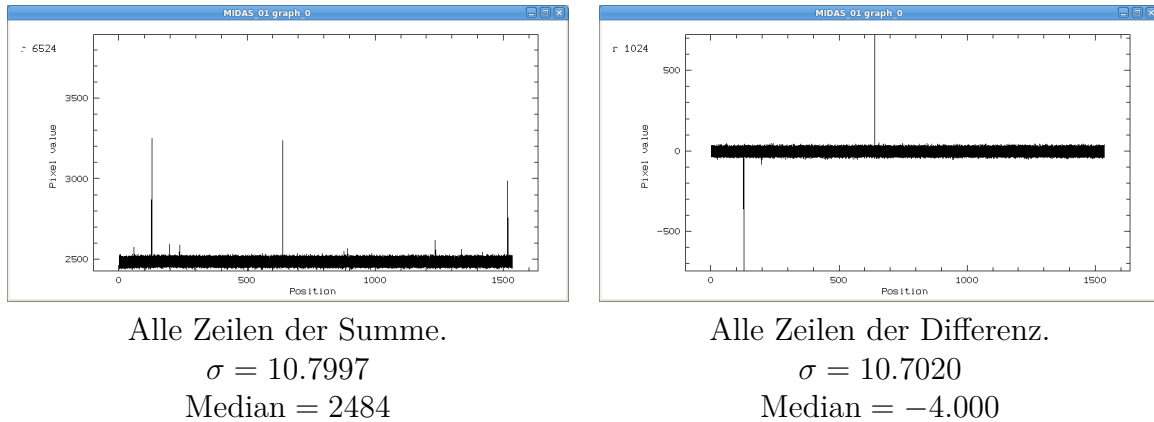 MIDAS_01 graph_0
r 6524
3500
3000
2500
Pixel value
0
500
1000
1500
Position
Alle Zeilen der Summe.
σ = 10.7997
Median = 2484
MIDAS_01 graph_0
r 1024
500
0
−500
Pixel value
0
500
1000
1500
Position
Alle Zeilen der Differenz.
σ = 10.7020
Median = −4.000